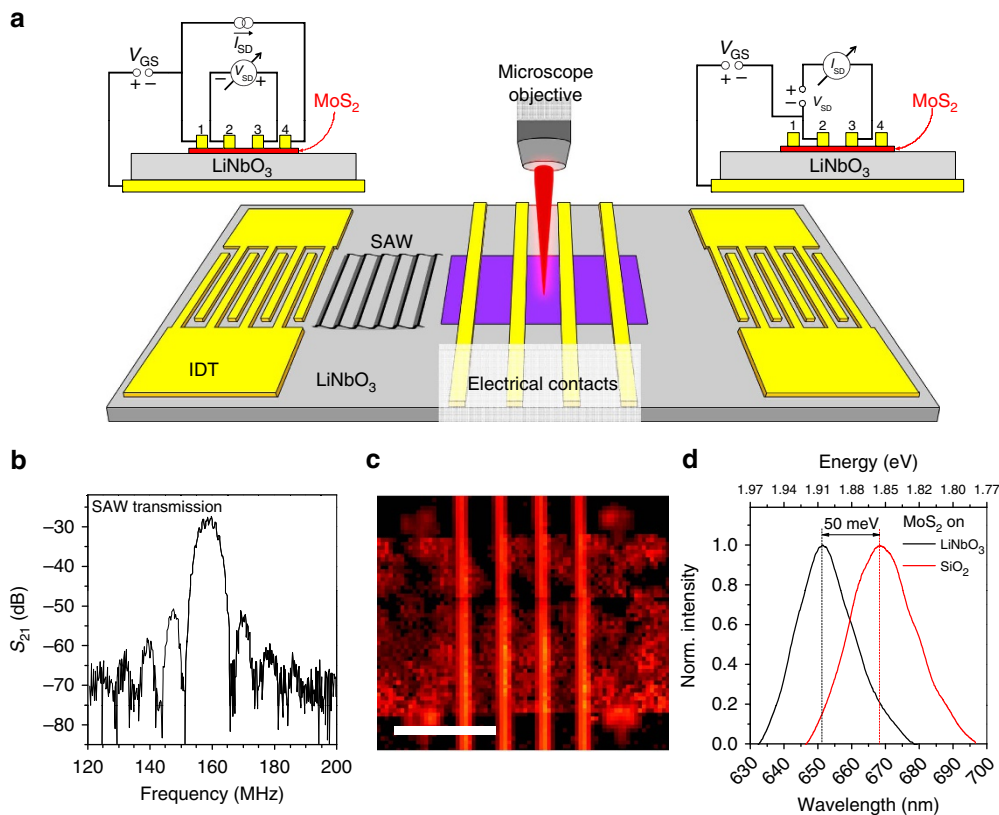 a
V_GS
+ −
I_SD
− V_SD +
MoS₂
1 2 3 4
LiNbO₃
Microscope
objective
V_GS
+ −
I_SD
+
− V_SD
MoS₂
1 2 3 4
LiNbO₃
SAW
IDT
LiNbO₃
Electrical contacts
b
SAW transmission
S₂₁ (dB)
−30
−40
−50
−60
−70
−80
120 140 160 180 200
Frequency (MHz)
c
d
Energy (eV)
1.97 1.94 1.91 1.88 1.85 1.82 1.80 1.77
50 meV
MoS₂ on
LiNbO₃
SiO₂
Norm. intensity
1.0
0.8
0.6
0.4
0.2
0.0
630 640 650 660 670 680 690 700
Wavelength (nm)